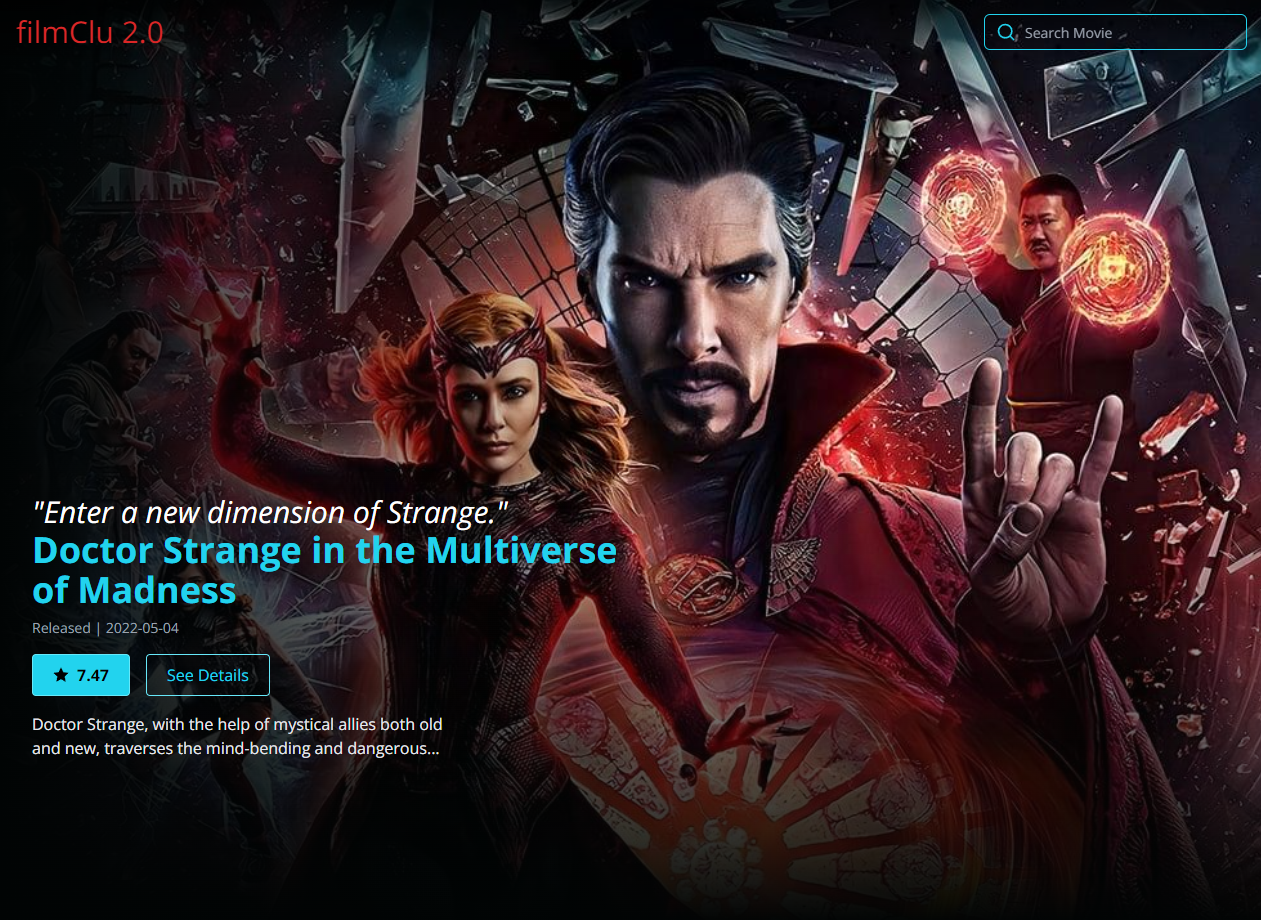 filmClu 2.0
Search Movie
"Enter a new dimension of Strange."
Doctor Strange in the Multiverse
of Madness
Released | 2022-05-04
7.47
See Details
Doctor Strange, with the help of mystical allies both old
and new, traverses the mind-bending and dangerous...